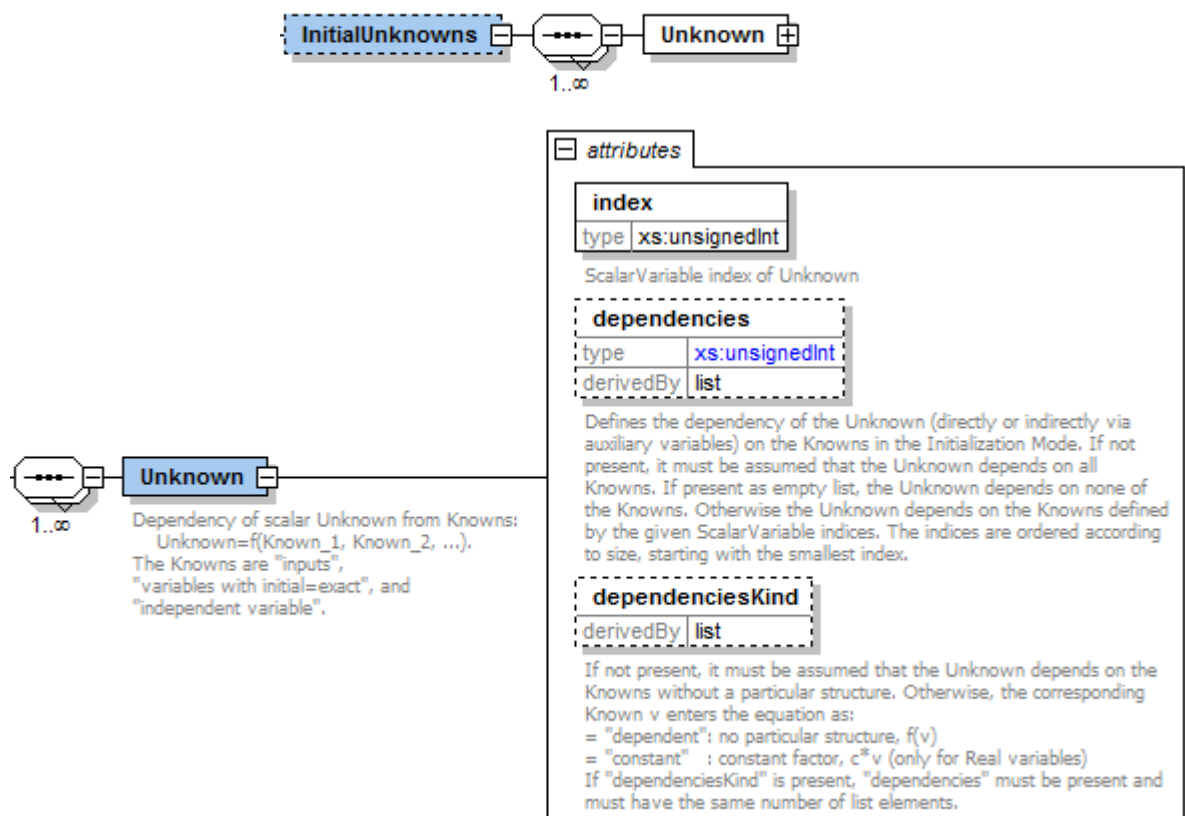 InitialUnknowns
Unknown
1..∞
attributes
index
type xs:unsignedInt
ScalarVariable index of Unknown
dependencies
type xs:unsignedInt
derivedBy list
Defines the dependency of the Unknown (directly or indirectly via
auxiliary variables) on the Knowns in the Initialization Mode. If not
present, it must be assumed that the Unknown depends on all
Knowns. If present as empty list, the Unknown depends on none of
the Knowns. Otherwise the Unknown depends on the Knowns defined
by the given ScalarVariable indices. The indices are ordered according
to size, starting with the smallest index.
Unknown
1..∞
Dependency of scalar Unknown from Knowns:
Unknown=f(Known_1, Known_2, ...).
The Knowns are "inputs",
"variables with initial=exact", and
"independent variable".
dependenciesKind
derivedBy list
If not present, it must be assumed that the Unknown depends on the
Knowns without a particular structure. Otherwise, the corresponding
Known v enters the equation as:
= "dependent": no particular structure, f(v)
= "constant" : constant factor, c*v (only for Real variables)
If "dependenciesKind" is present, "dependencies" must be present and
must have the same number of list elements.